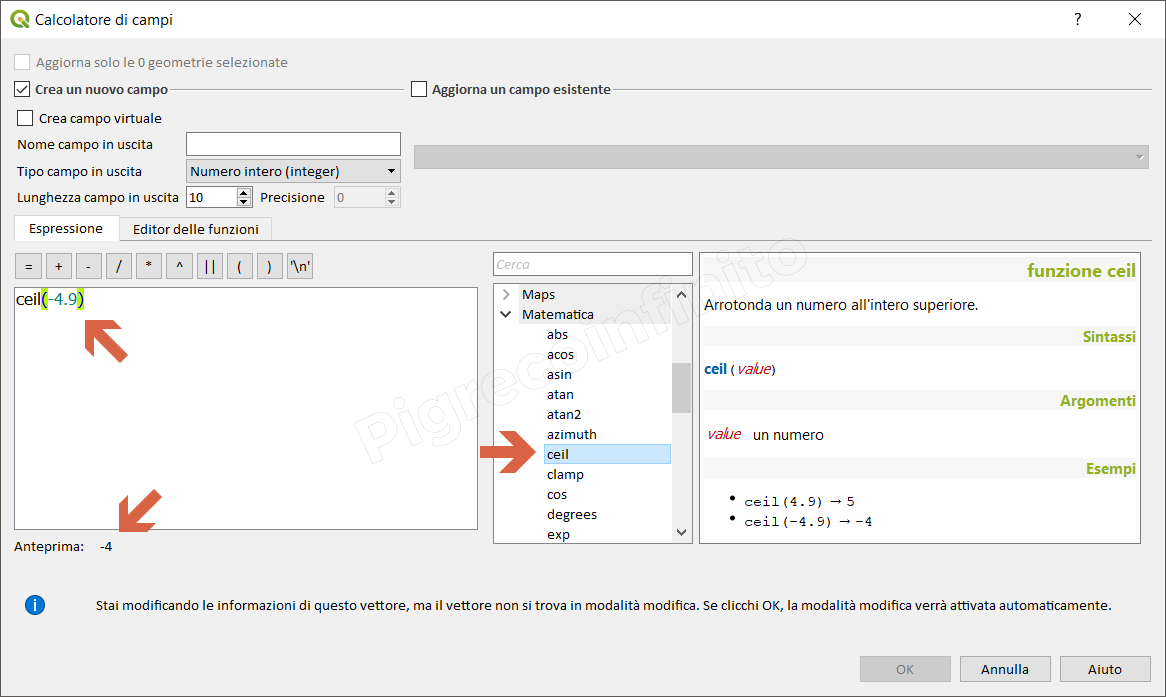 Calcolatore di campi
?
Aggiorna solo le 0 geometrie selezionate
Crea un nuovo campo
Aggiorna un campo esistente
Crea campo virtuale
Nome campo in uscita
Tipo campo in uscita
Numero intero (integer)
Lunghezza campo in uscita
10
Precisione
0
Espressione
Editor delle funzioni
= + - / * ^ || ( ) '\n'
ceil(-4.9)
Anteprima: -4
Cerca
Maps
Matematica
abs
acos
asin
atan
atan2
azimuth
ceil
clamp
cos
degrees
exp
funzione ceil
Arrotonda un numero all'intero superiore.
Sintassi
ceil (value)
Argomenti
value un numero
Esempi
• ceil(4.9) → 5
• ceil(-4.9) → -4
Pigrecoinfinito
Stai modificando le informazioni di questo vettore, ma il vettore non si trova in modalità modifica. Se clicchi OK, la modalità modifica verrà attivata automaticamente.
OK
Annulla
Aiuto